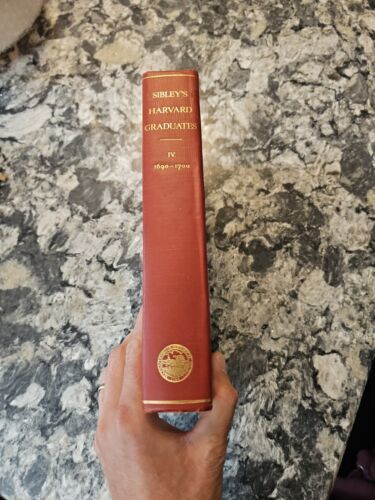 SIBLEY'S
HARVARD
GRADUATES
IV
1690–1700